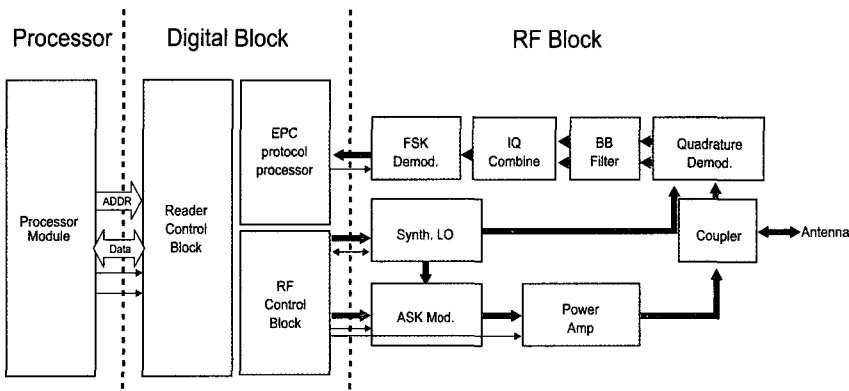 Processor
Digital Block
RF Block
Processor
Module
ADDR
Data
Reader
Control
Block
EPC
protocol
processor
RF
Control
Block
FSK
Demod.
IQ
Combine
BB
Filter
Quadrature
Demod.
Synth. LO
Coupler
Antenna
ASK Mod.
Power
Amp